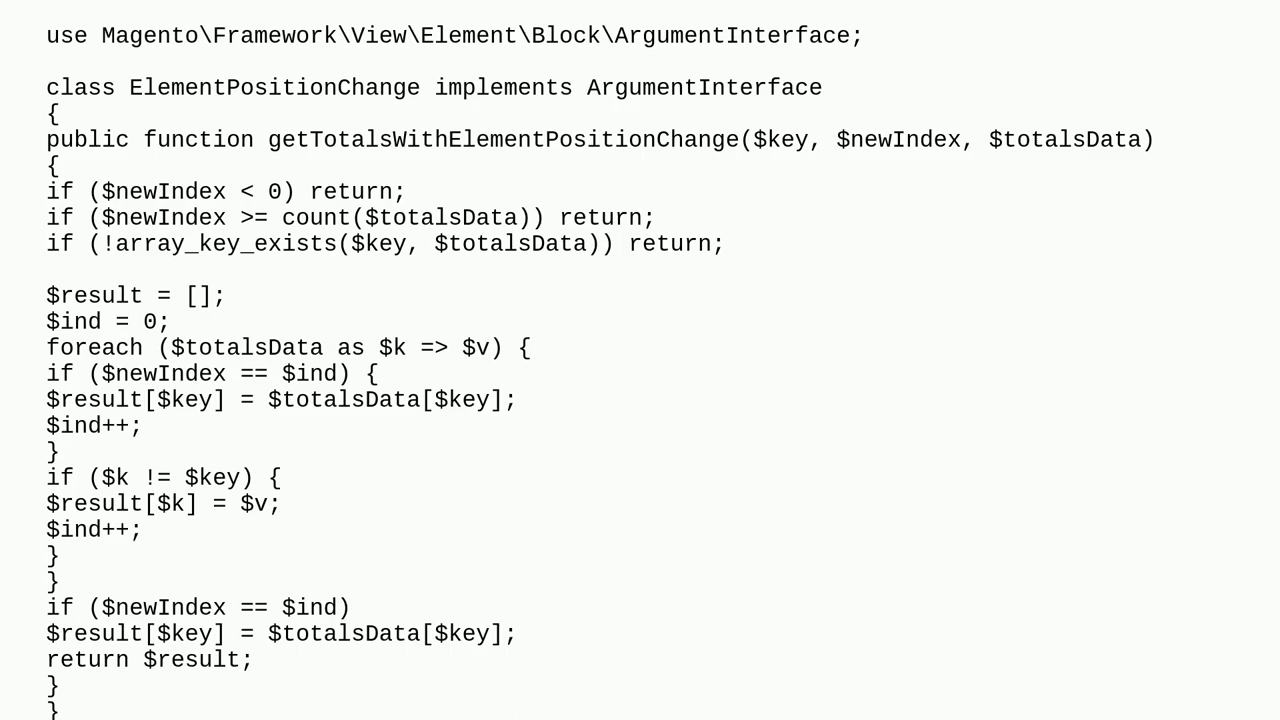 use Magento\Framework\View\Element\Block\ArgumentInterface;
class ElementPositionChange implements ArgumentInterface
{
public function getTotalsWithElementPositionChange($key, $newIndex, $totalsData)
{
if ($newIndex < 0) return;
if ($newIndex >= count($totalsData)) return;
if (!array_key_exists($key, $totalsData)) return;
$result = [];
$ind = 0;
foreach ($totalsData as $k => $v) {
if ($newIndex == $ind) {
$result[$key] = $totalsData[$key];
$ind++;
}
if ($k != $key) {
$result[$k] = $v;
$ind++;
}
}
if ($newIndex == $ind)
$result[$key] = $totalsData[$key];
return $result;
}
}